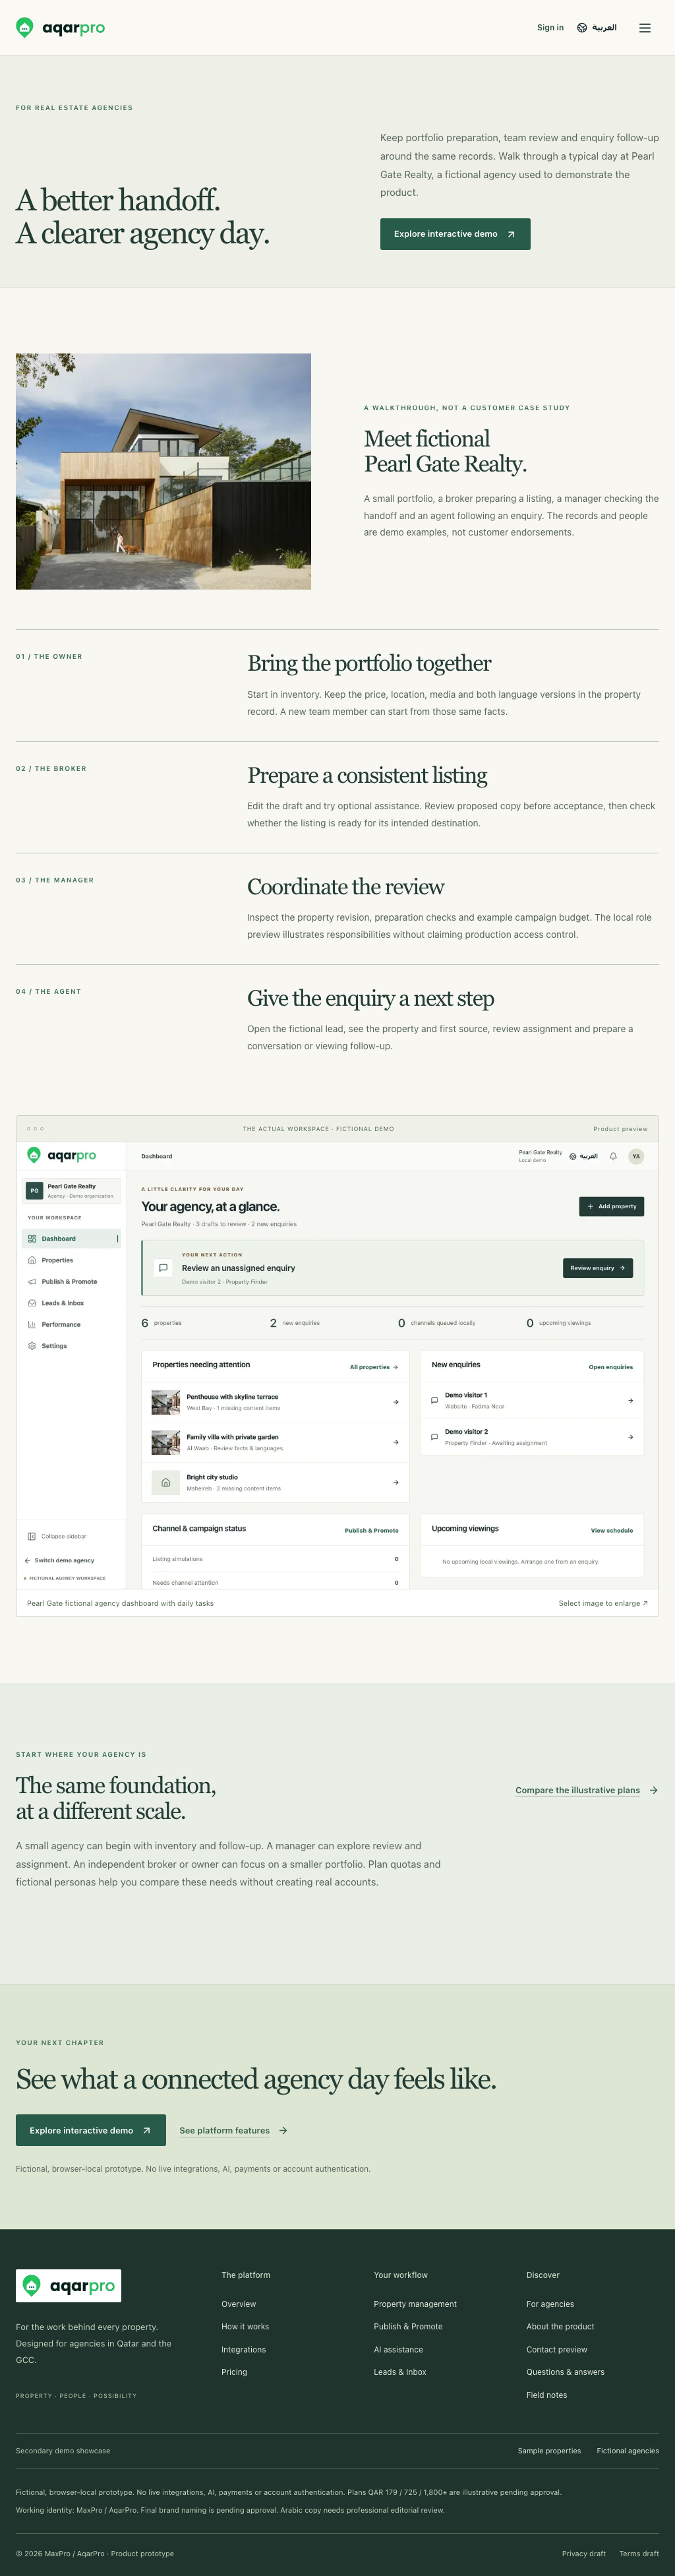 aqarpro
Sign in
العربية
FOR REAL ESTATE AGENCIES
A better handoff.
A clearer agency day.
Keep portfolio preparation, team review and enquiry follow-up
around the same records. Walk through a typical day at Pearl
Gate Realty, a fictional agency used to demonstrate the
product.
Explore interactive demo
A WALKTHROUGH, NOT A CUSTOMER CASE STUDY
Meet fictional
Pearl Gate Realty.
A small portfolio, a broker preparing a listing, a manager checking the
handoff and an agent following an enquiry. The records and people
are demo examples, not customer endorsements.
01 / THE OWNER
Bring the portfolio together
Start in inventory. Keep the price, location, media and both language versions in the property
record. A new team member can start from those same facts.
02 / THE BROKER
Prepare a consistent listing
Edit the draft and try optional assistance. Review proposed copy before acceptance, then check
whether the listing is ready for its intended destination.
03 / THE MANAGER
Coordinate the review
Inspect the property revision, preparation checks and example campaign budget. The local role
preview illustrates responsibilities without claiming production access control.
04 / THE AGENT
Give the enquiry a next step
Open the fictional lead, see the property and first source, review assignment and prepare a
conversation or viewing follow-up.
THE ACTUAL WORKSPACE · FICTIONAL DEMO
Product preview
aqarpro
Dashboard
Pearl Gate Realty
Local demo
العربية
YA
PG
Pearl Gate Realty
Agency · Demo organization
YOUR WORKSPACE
Dashboard
Properties
Publish & Promote
Leads & Inbox
Performance
Settings
Collapse sidebar
Switch demo agency
FICTIONAL AGENCY WORKSPACE
A LITTLE CLARITY FOR YOUR DAY
Your agency, at a glance.
Pearl Gate Realty · 3 drafts to review · 2 new enquiries
Add property
YOUR NEXT ACTION
Review an unassigned enquiry
Demo visitor 2 · Property Finder
Review enquiry
6 properties
2 new enquiries
0 channels queued locally
0 upcoming viewings
Properties needing attention
All properties
Penthouse with skyline terrace
West Bay · 1 missing content items
Family villa with private garden
Al Waab · Review facts & languages
Bright city studio
Msheireb · 2 missing content items
New enquiries
Open enquiries
Demo visitor 1
Website · Fatima Noor
Demo visitor 2
Property Finder · Awaiting assignment
Channel & campaign status
Publish & Promote
Listing simulations 0
Needs channel attention 0
Upcoming viewings
View schedule
No upcoming local viewings. Arrange one from an enquiry.
Pearl Gate fictional agency dashboard with daily tasks
Select image to enlarge ↗
START WHERE YOUR AGENCY IS
The same foundation,
at a different scale.
A small agency can begin with inventory and follow-up. A manager can explore review and
assignment. An independent broker or owner can focus on a smaller portfolio. Plan quotas and
fictional personas help you compare these needs without creating real accounts.
Compare the illustrative plans
YOUR NEXT CHAPTER
See what a connected agency day feels like.
Explore interactive demo
See platform features
Fictional, browser-local prototype. No live integrations, AI, payments or account authentication.
aqarpro
For the work behind every property.
Designed for agencies in Qatar and the
GCC.
PROPERTY · PEOPLE · POSSIBILITY
The platform
Overview
How it works
Integrations
Pricing
Your workflow
Property management
Publish & Promote
AI assistance
Leads & Inbox
Discover
For agencies
About the product
Contact preview
Questions & answers
Field notes
Secondary demo showcase
Sample properties
Fictional agencies
Fictional, browser-local prototype. No live integrations, AI, payments or account authentication. Plans QAR 179 / 725 / 1,800+ are illustrative pending approval.
Working identity: MaxPro / AqarPro. Final brand naming is pending approval. Arabic copy needs professional editorial review.
© 2026 MaxPro / AqarPro · Product prototype
Privacy draft
Terms draft